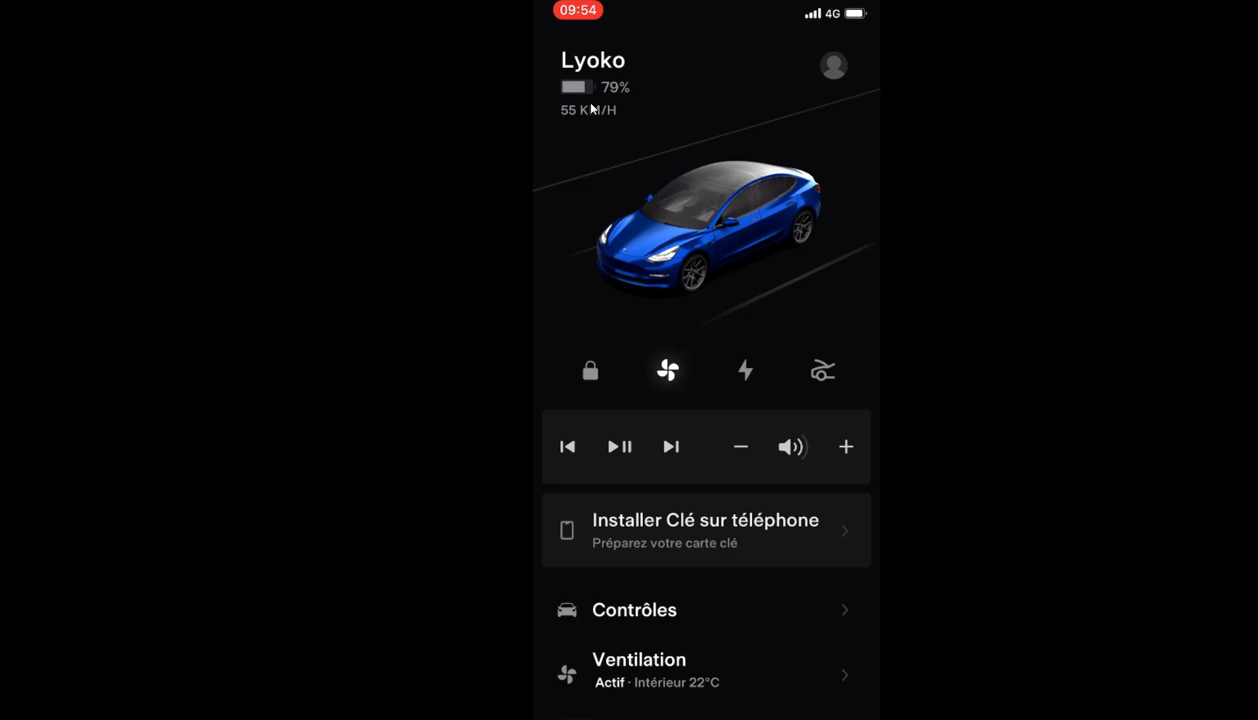 09:54
4G
Lyoko
79%
55 KM/H
Installer Clé sur téléphone
Préparez votre carte clé
Contrôles
Ventilation
Actif · Intérieur 22°C